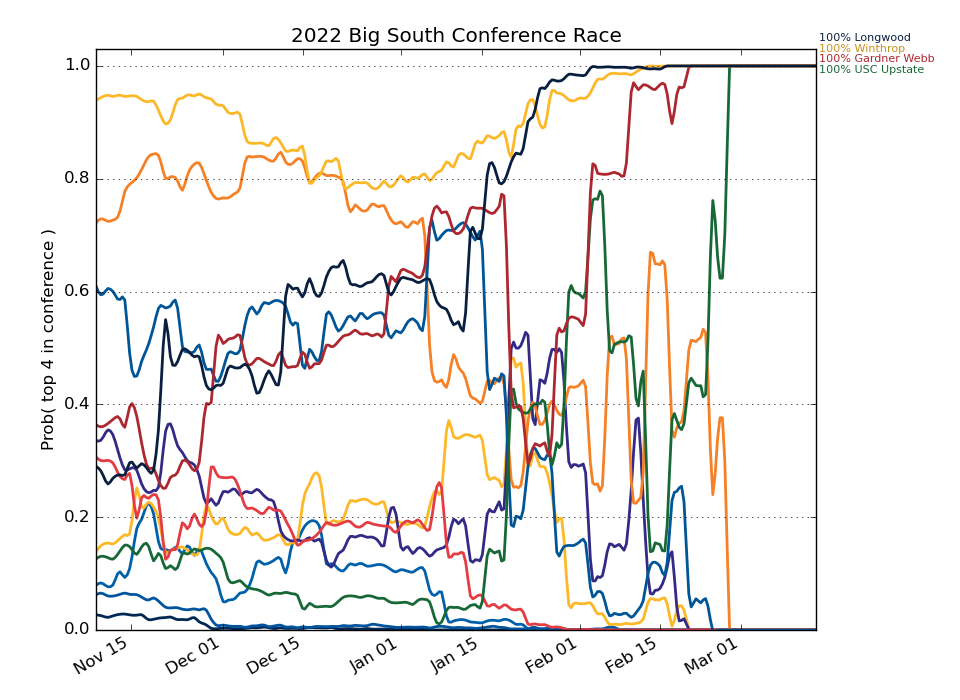 2022 Big South Conference Race
100% Longwood
100% Winthrop
100% Gardner Webb
100% USC Upstate
Prob( top 4 in conference )
1.0
0.8
0.6
0.4
0.2
0.0
Nov 15
Dec 01
Dec 15
Jan 01
Jan 15
Feb 01
Feb 15
Mar 01